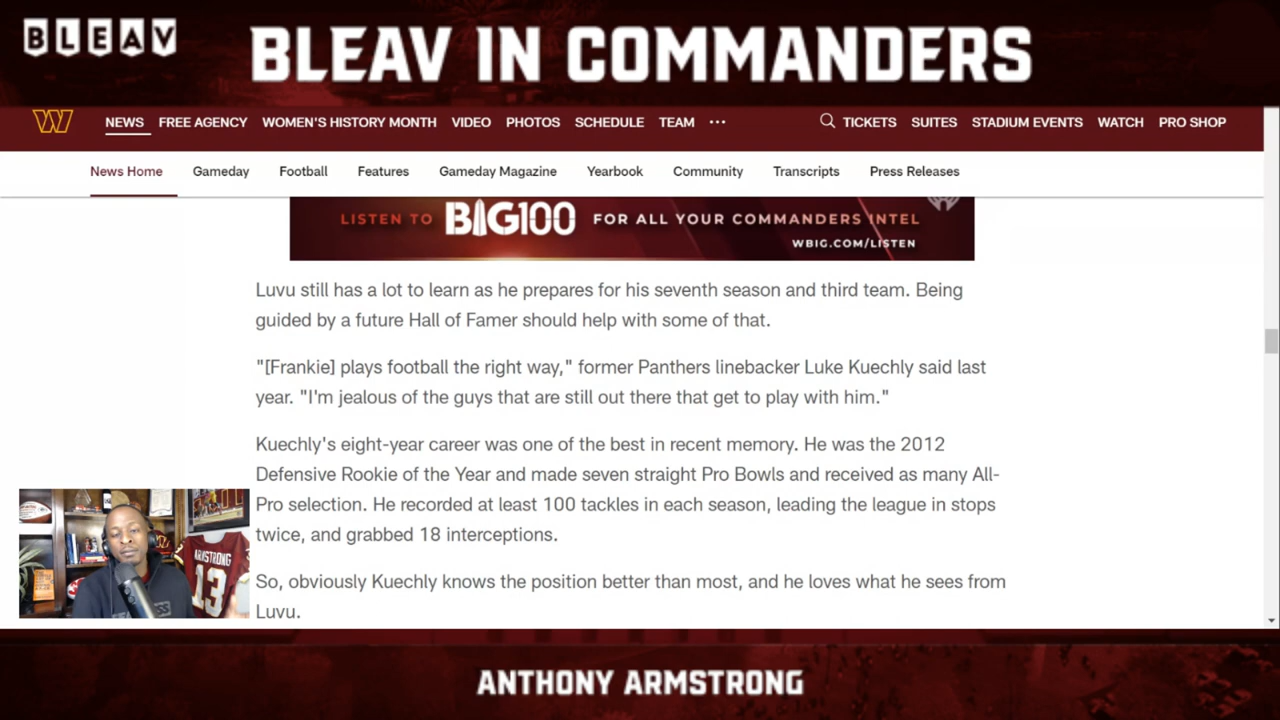 BLEAV
BLEAV IN COMMANDERS
NEWS FREE AGENCY WOMEN'S HISTORY MONTH VIDEO PHOTOS SCHEDULE TEAM ••• TICKETS SUITES STADIUM EVENTS WATCH PRO SHOP
News Home Gameday Football Features Gameday Magazine Yearbook Community Transcripts Press Releases
LISTEN TO BIG100 FOR ALL YOUR COMMANDERS INTEL
WBIG.COM/LISTEN
Luvu still has a lot to learn as he prepares for his seventh season and third team. Being
guided by a future Hall of Famer should help with some of that.
"[Frankie] plays football the right way," former Panthers linebacker Luke Kuechly said last
year. "I'm jealous of the guys that are still out there that get to play with him."
Kuechly's eight-year career was one of the best in recent memory. He was the 2012
Defensive Rookie of the Year and made seven straight Pro Bowls and received as many All-
Pro selection. He recorded at least 100 tackles in each season, leading the league in stops
twice, and grabbed 18 interceptions.
So, obviously Kuechly knows the position better than most, and he loves what he sees from
Luvu.
ARMSTRONG
13
ANTHONY ARMSTRONG